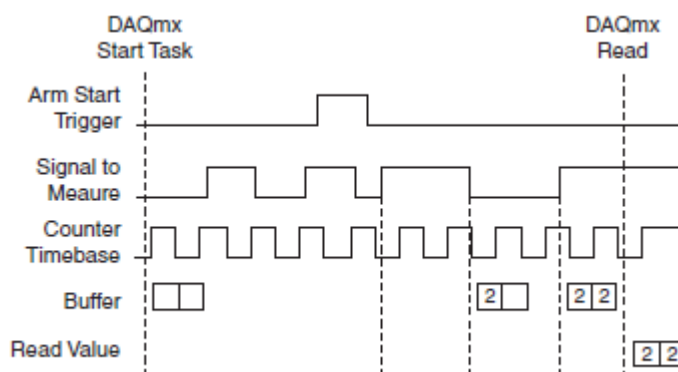 DAQmx
Start Task
DAQmx
Read
Arm Start
Trigger
Signal to
Meaure
Counter
Timebase
Buffer
2
2 2
Read Value
2 2